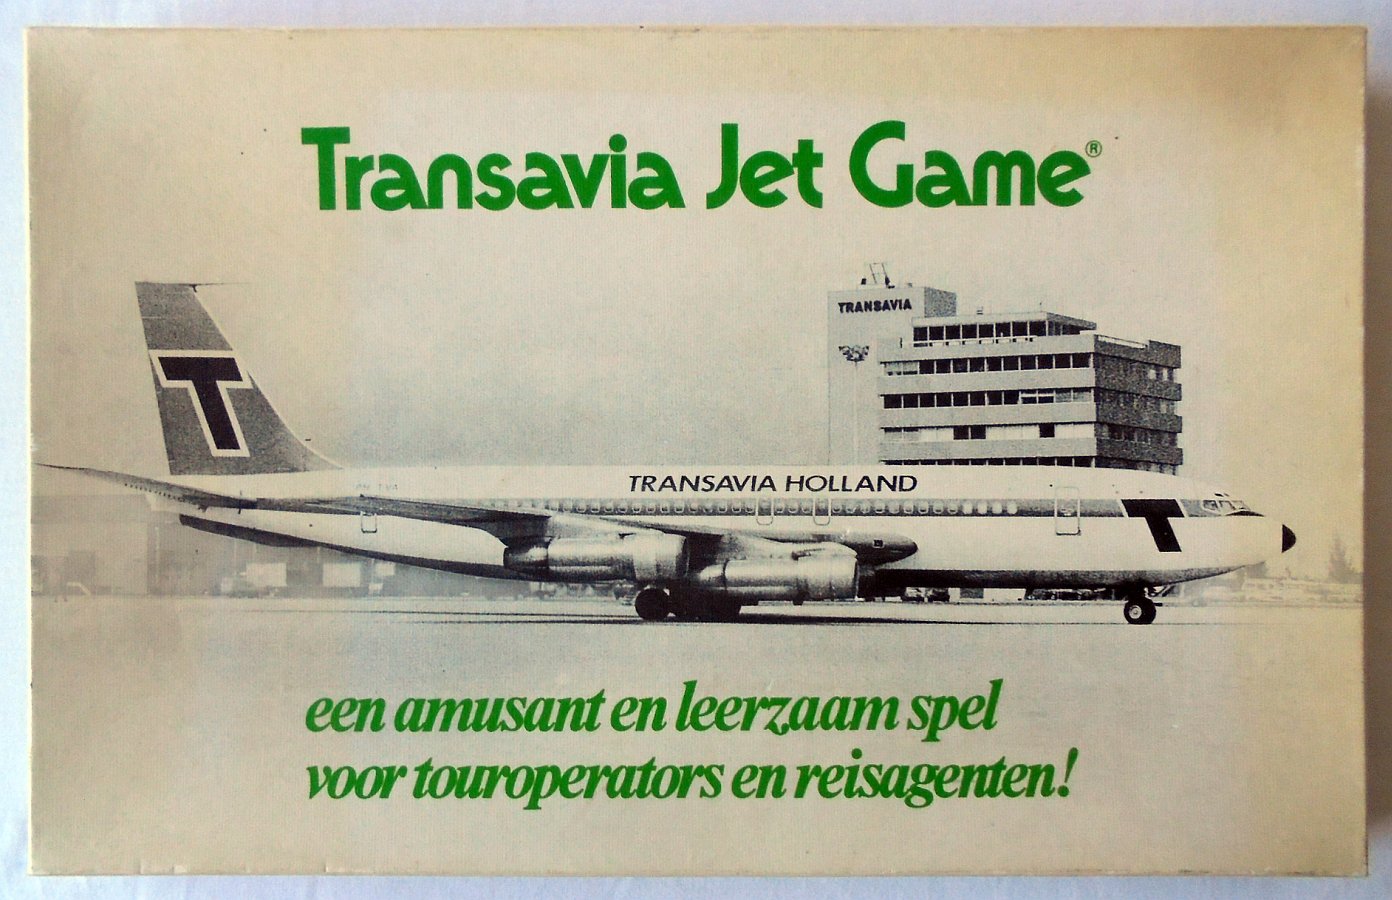 Transavia Jet Game®
TRANSAVIA
T
TRANSAVIA HOLLAND
T
een amusant en leerzaam spel
voor touroperators en reisagenten!